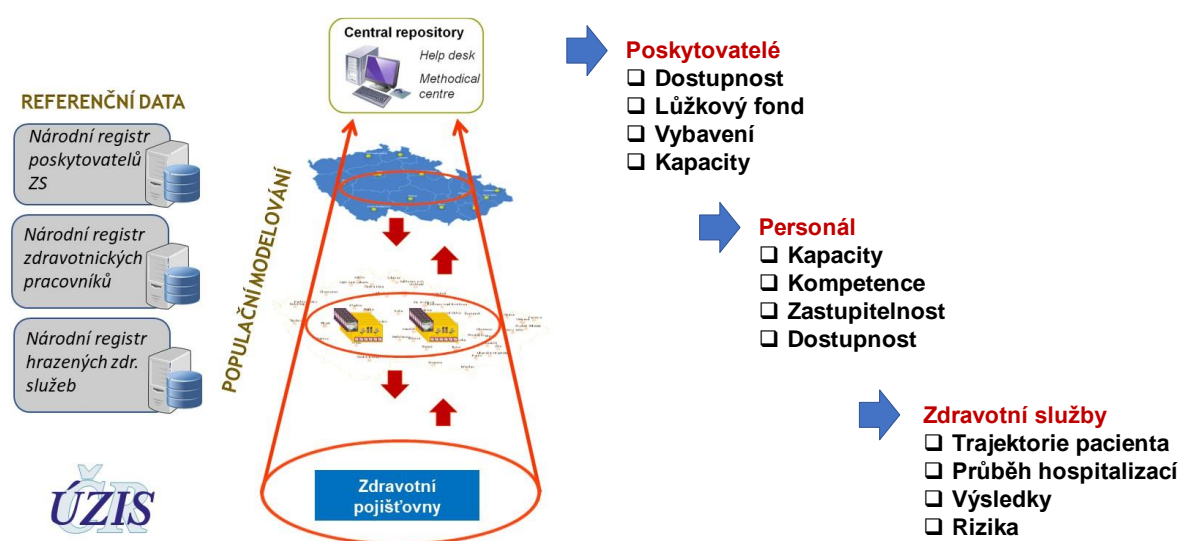 REFERENČNÍ DATA
Národní registr
poskytovatelů
ZS
Národní registr
zdravotnických
pracovníků
Národní registr
hrazených zdr.
služeb
ČR
ÚZIS
POPULAČNÍ MODELOVÁNÍ
Central repository
Help desk
Methodical
centre
Zdravotní
pojišťovny
Poskytovatelé
Dostupnost
Lůžkový fond
Vybavení
Kapacity
Personál
Kapacity
Kompetence
Zastupitelnost
Dostupnost
Zdravotní služby
Trajektorie pacienta
Průběh hospitalizací
Výsledky
Rizika